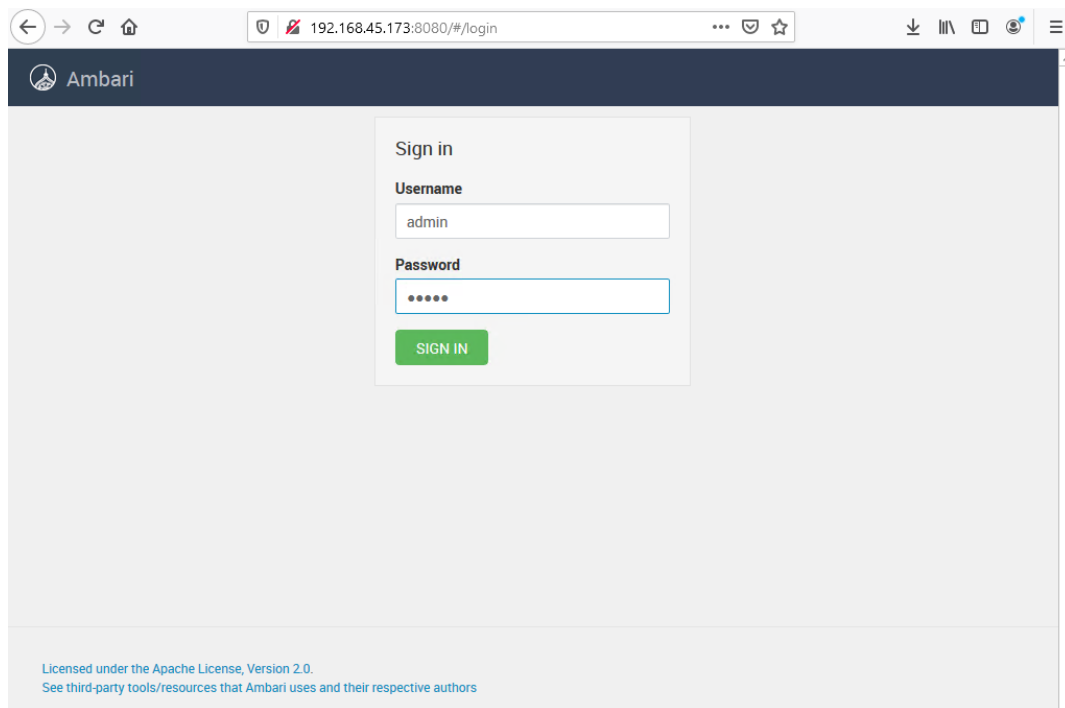 192.168.45.173:8080/#/login
Ambari
Sign in
Username
admin
Password
•••••
SIGN IN
Licensed under the Apache License, Version 2.0.
See third-party tools/resources that Ambari uses and their respective authors